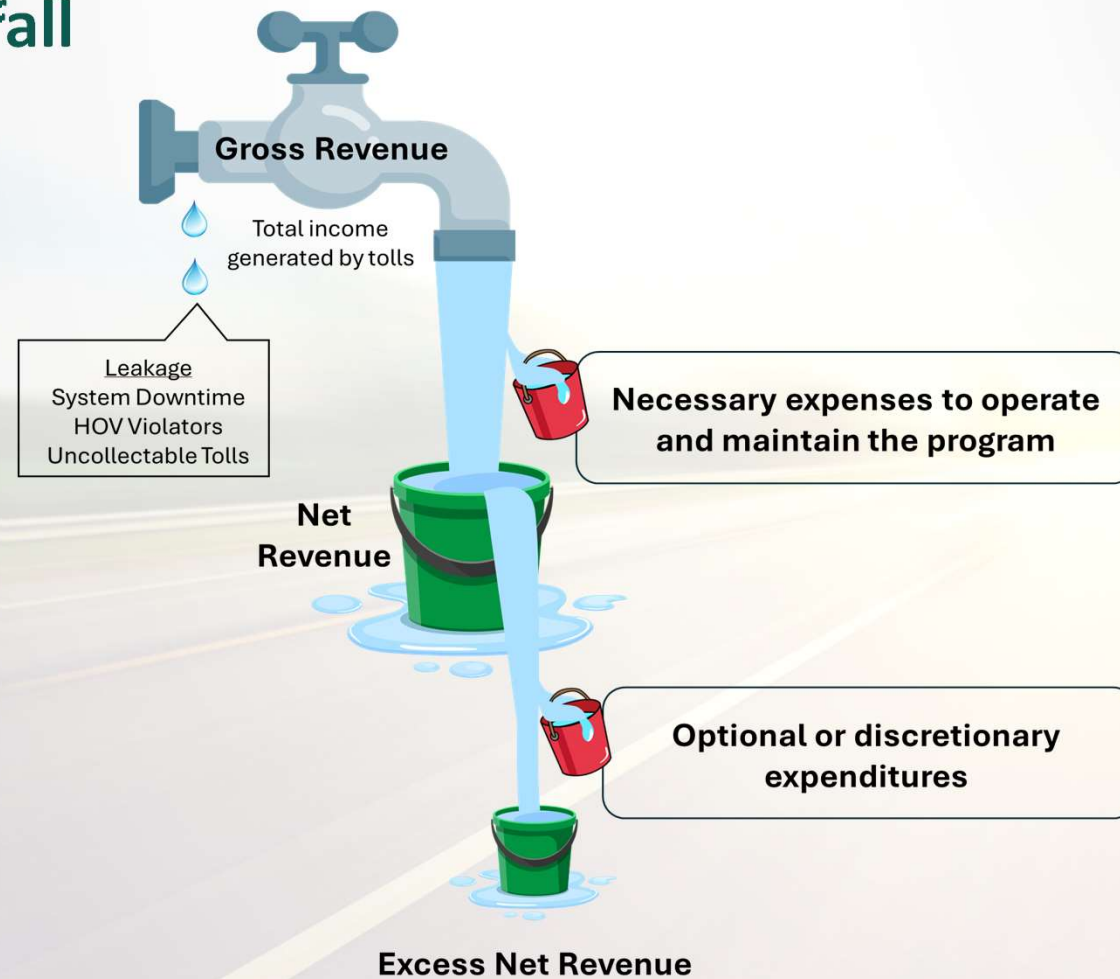 fall
Gross Revenue
Total income
generated by tolls
Leakage
System Downtime
HOV Violators
Uncollectable Tolls
Necessary expenses to operate
and maintain the program
Net
Revenue
Optional or discretionary
expenditures
Excess Net Revenue